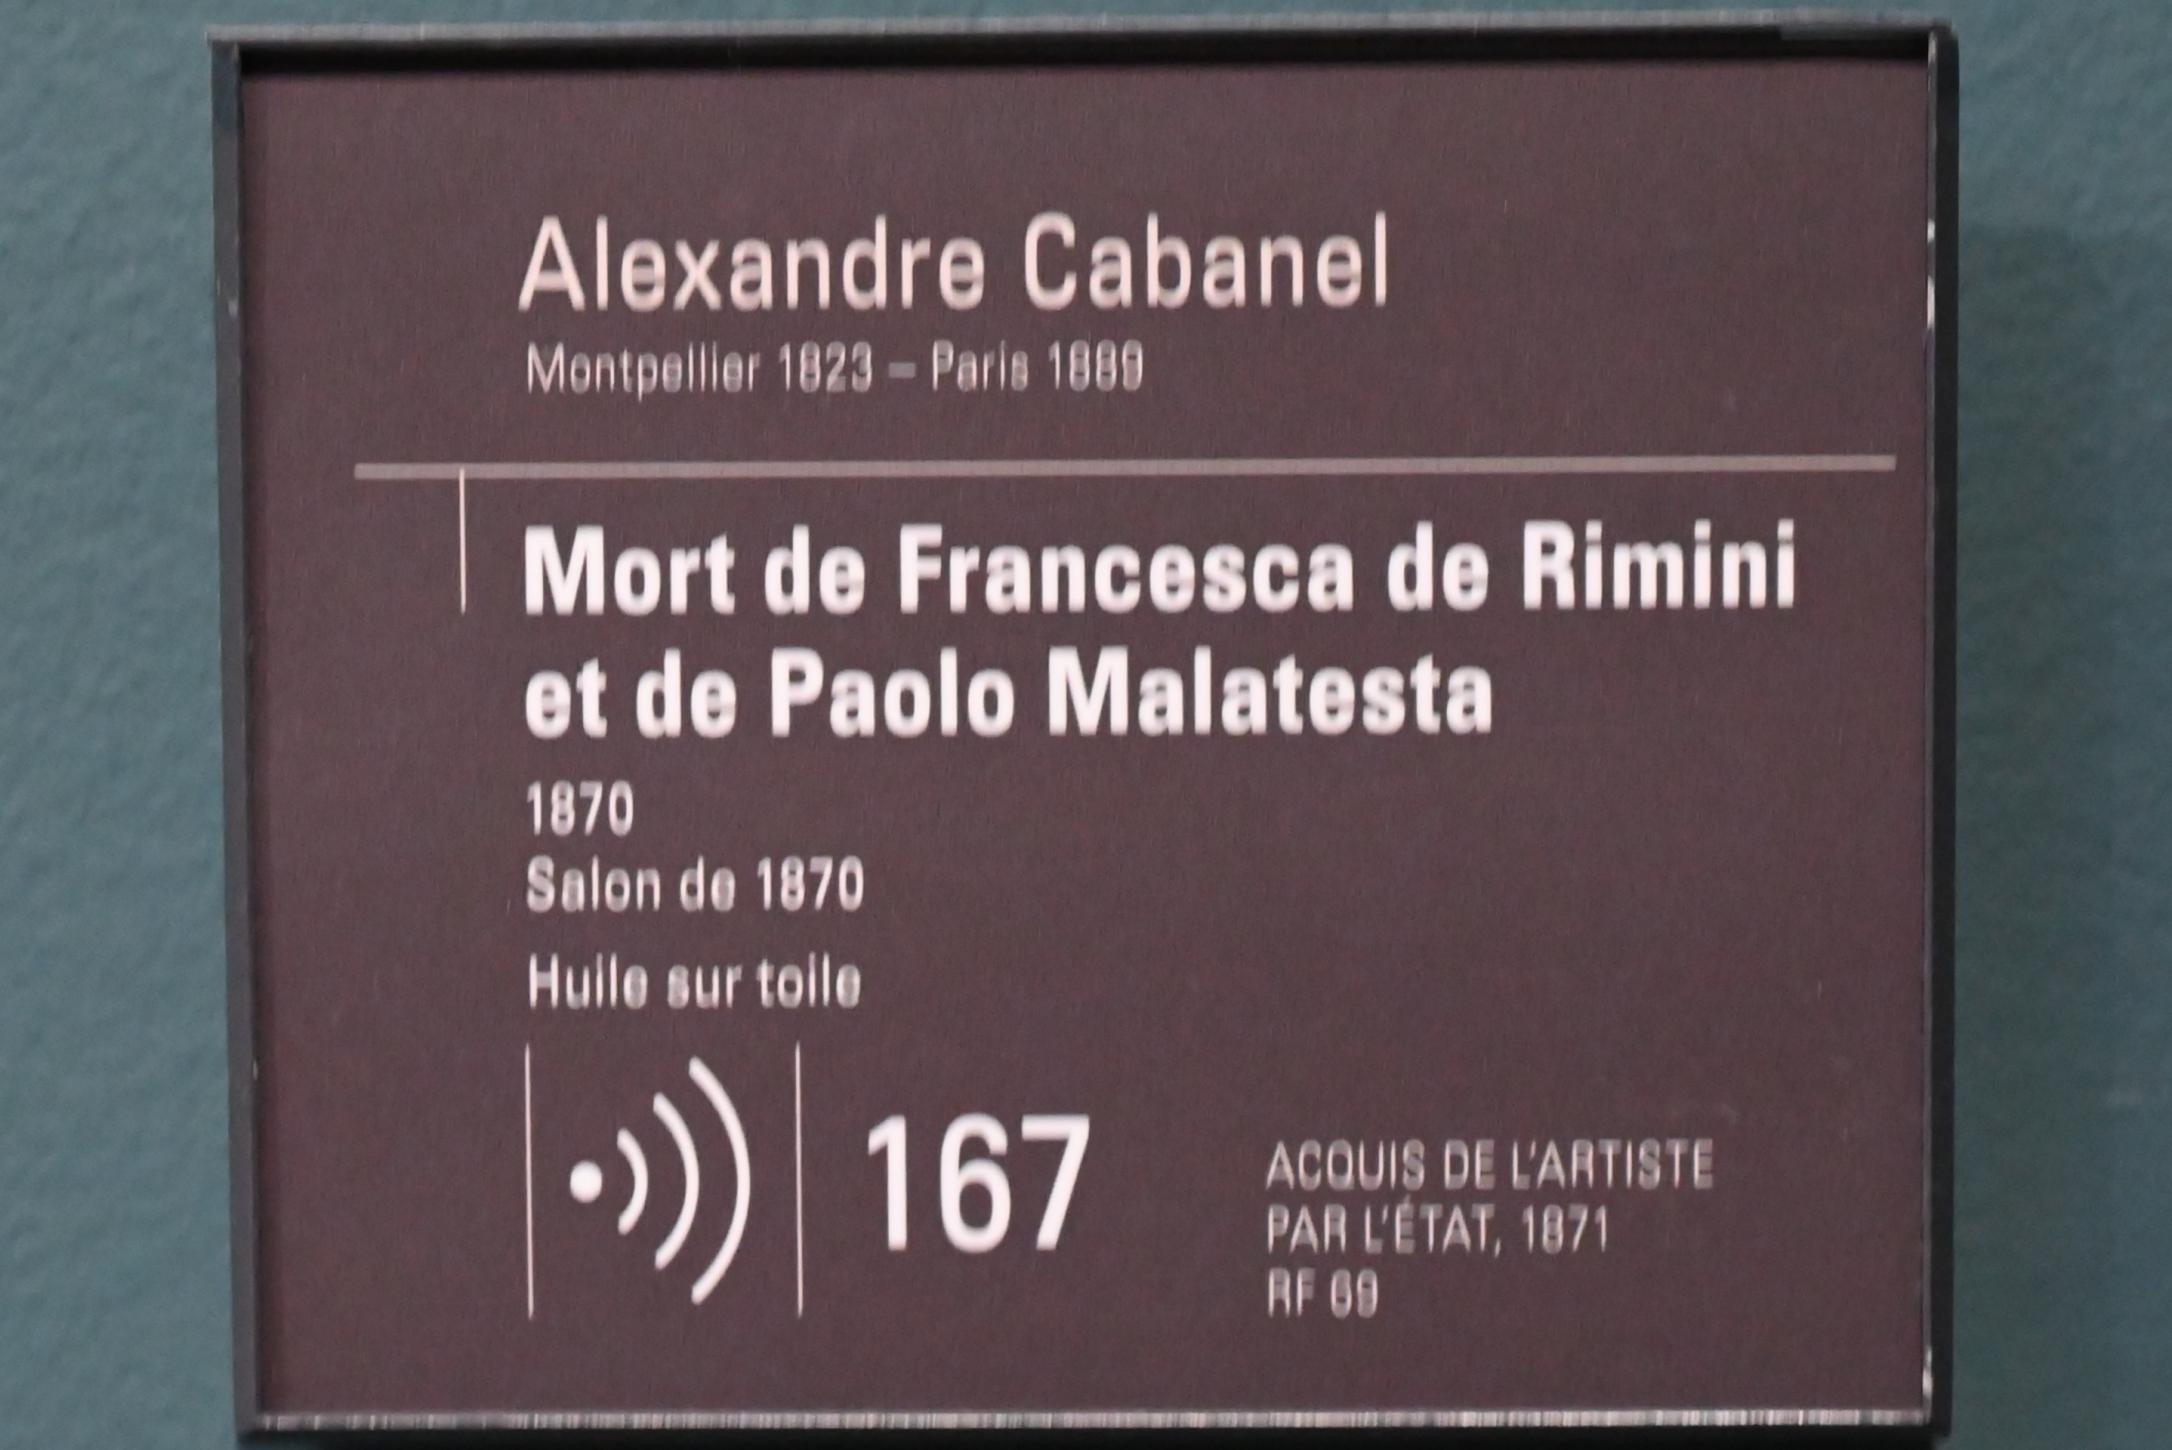 Alexandre Cabanel
Montpellier 1823 – Paris 1889
Mort de Francesca de Rimini
et de Paolo Malatesta
1870
Salon de 1870
Huile sur toile
167
ACQUIS DE L'ARTISTE
PAR L'ÉTAT, 1871
RF 69